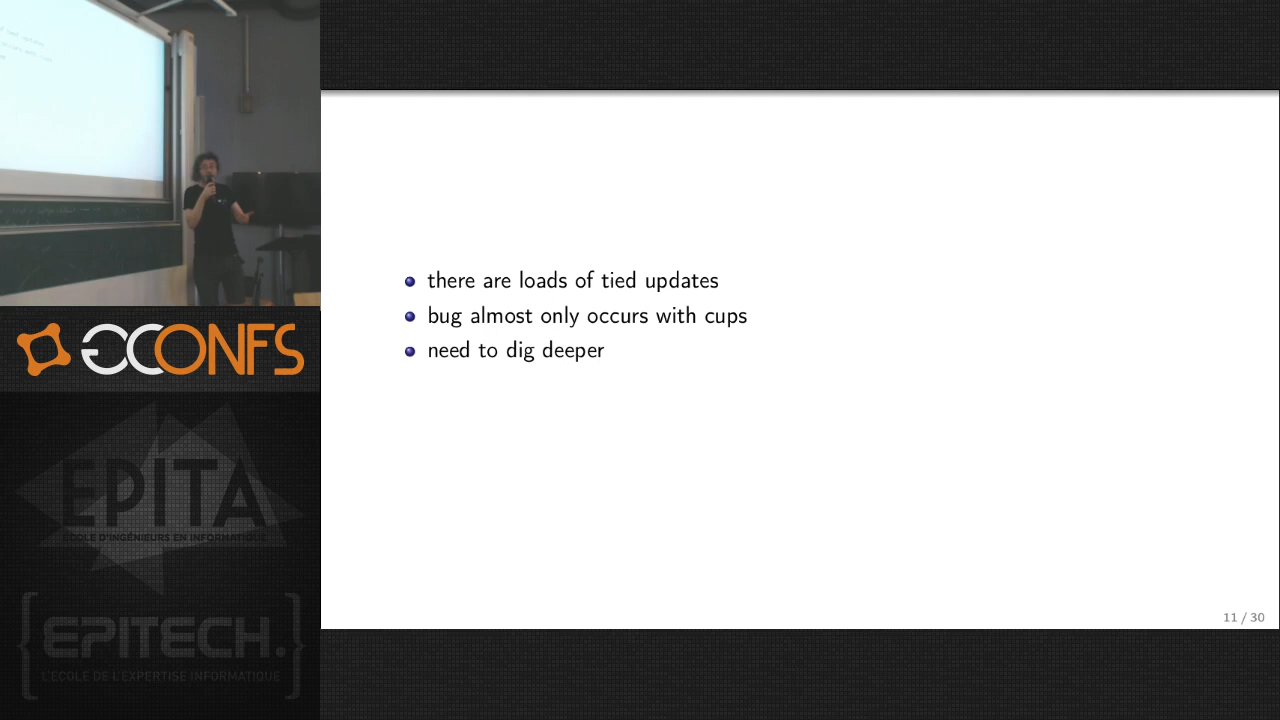 GCONFS
EPITA
ÉCOLE D'INGÉNIEURS EN INFORMATIQUE
{EPITECH.}
L'ÉCOLE DE L'EXPERTISE INFORMATIQUE
there are loads of tied updates
bug almost only occurs with cups
need to dig deeper
11 / 30